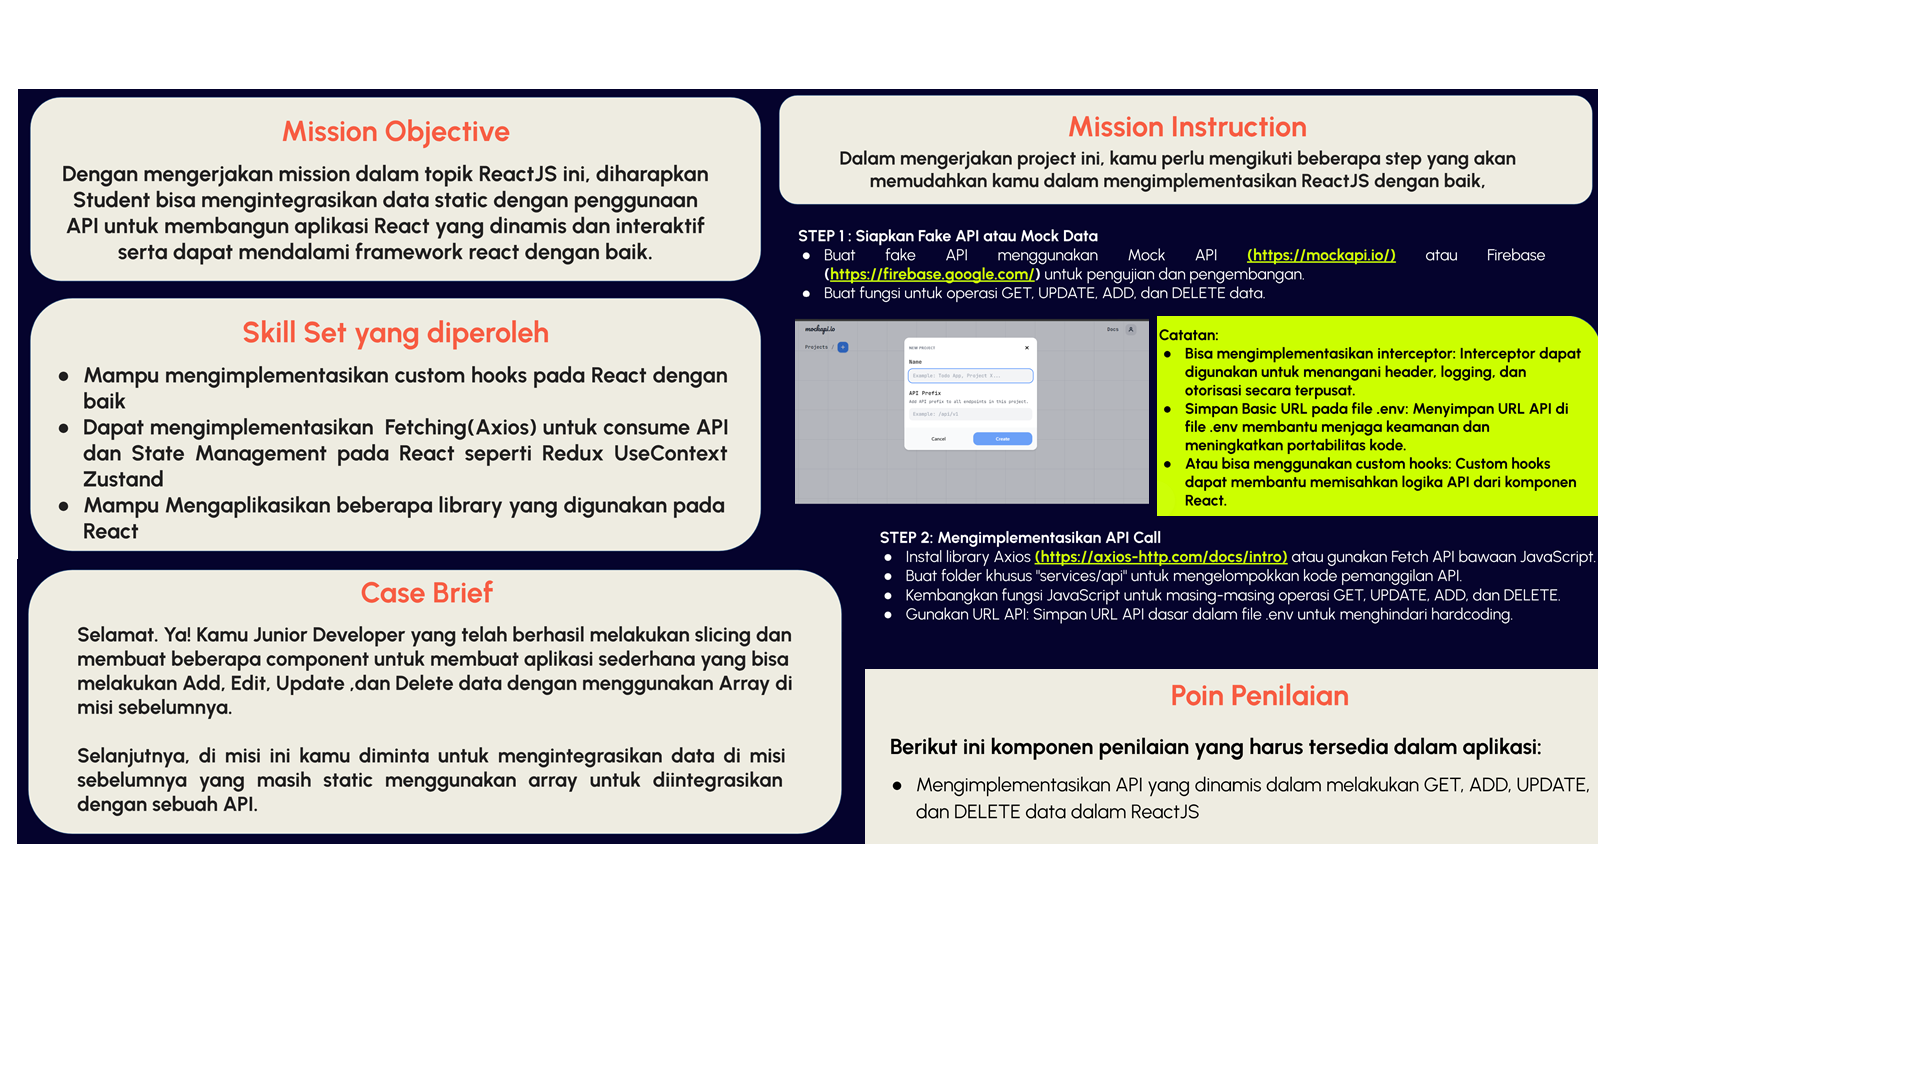 Mission Objective
Dengan mengerjakan mission dalam topik ReactJS ini, diharapkan
Student bisa mengintegrasikan data static dengan penggunaan
API untuk membangun aplikasi React yang dinamis dan interaktif
serta dapat mendalami framework react dengan baik.
Skill Set yang diperoleh
● Mampu mengimplementasikan custom hooks pada React dengan
baik
● Dapat mengimplementasikan Fetching(Axios) untuk consume API
dan State Management pada React seperti Redux UseContext
Zustand
● Mampu Mengaplikasikan beberapa library yang digunakan pada
React
Case Brief
Selamat. Ya! Kamu Junior Developer yang telah berhasil melakukan slicing dan
membuat beberapa component untuk membuat aplikasi sederhana yang bisa
melakukan Add, Edit, Update ,dan Delete data dengan menggunakan Array di
misi sebelumnya.
Selanjutnya, di misi ini kamu diminta untuk mengintegrasikan data di misi
sebelumnya yang masih static menggunakan array untuk diintegrasikan
dengan sebuah API.
Mission Instruction
Dalam mengerjakan project ini, kamu perlu mengikuti beberapa step yang akan
memudahkan kamu dalam mengimplementasikan ReactJS dengan baik,
STEP 1 : Siapkan Fake API atau Mock Data
● Buat fake API menggunakan Mock API (https://mockapi.io/) atau Firebase
(https://firebase.google.com/) untuk pengujian dan pengembangan.
● Buat fungsi untuk operasi GET, UPDATE, ADD, dan DELETE data.
mockapi.io
Docs
Projects / +
NEW PROJECT
Name
Example: Todo App, Project X...
API Prefix
Add API prefix to all endpoints in this project.
Example: /api/v1
Cancel
Create
Catatan:
● Bisa mengimplementasikan interceptor: Interceptor dapat
digunakan untuk menangani header, logging, dan
otorisasi secara terpusat.
● Simpan Basic URL pada file .env: Menyimpan URL API di
file .env membantu menjaga keamanan dan
meningkatkan portabilitas kode.
● Atau bisa menggunakan custom hooks: Custom hooks
dapat membantu memisahkan logika API dari komponen
React.
STEP 2: Mengimplementasikan API Call
● Instal library Axios (https://axios-http.com/docs/intro) atau gunakan Fetch API bawaan JavaScript.
● Buat folder khusus "services/api" untuk mengelompokkan kode pemanggilan API.
● Kembangkan fungsi JavaScript untuk masing-masing operasi GET, UPDATE, ADD, dan DELETE.
● Gunakan URL API: Simpan URL API dasar dalam file .env untuk menghindari hardcoding.
Poin Penilaian
Berikut ini komponen penilaian yang harus tersedia dalam aplikasi:
● Mengimplementasikan API yang dinamis dalam melakukan GET, ADD, UPDATE,
dan DELETE data dalam ReactJS